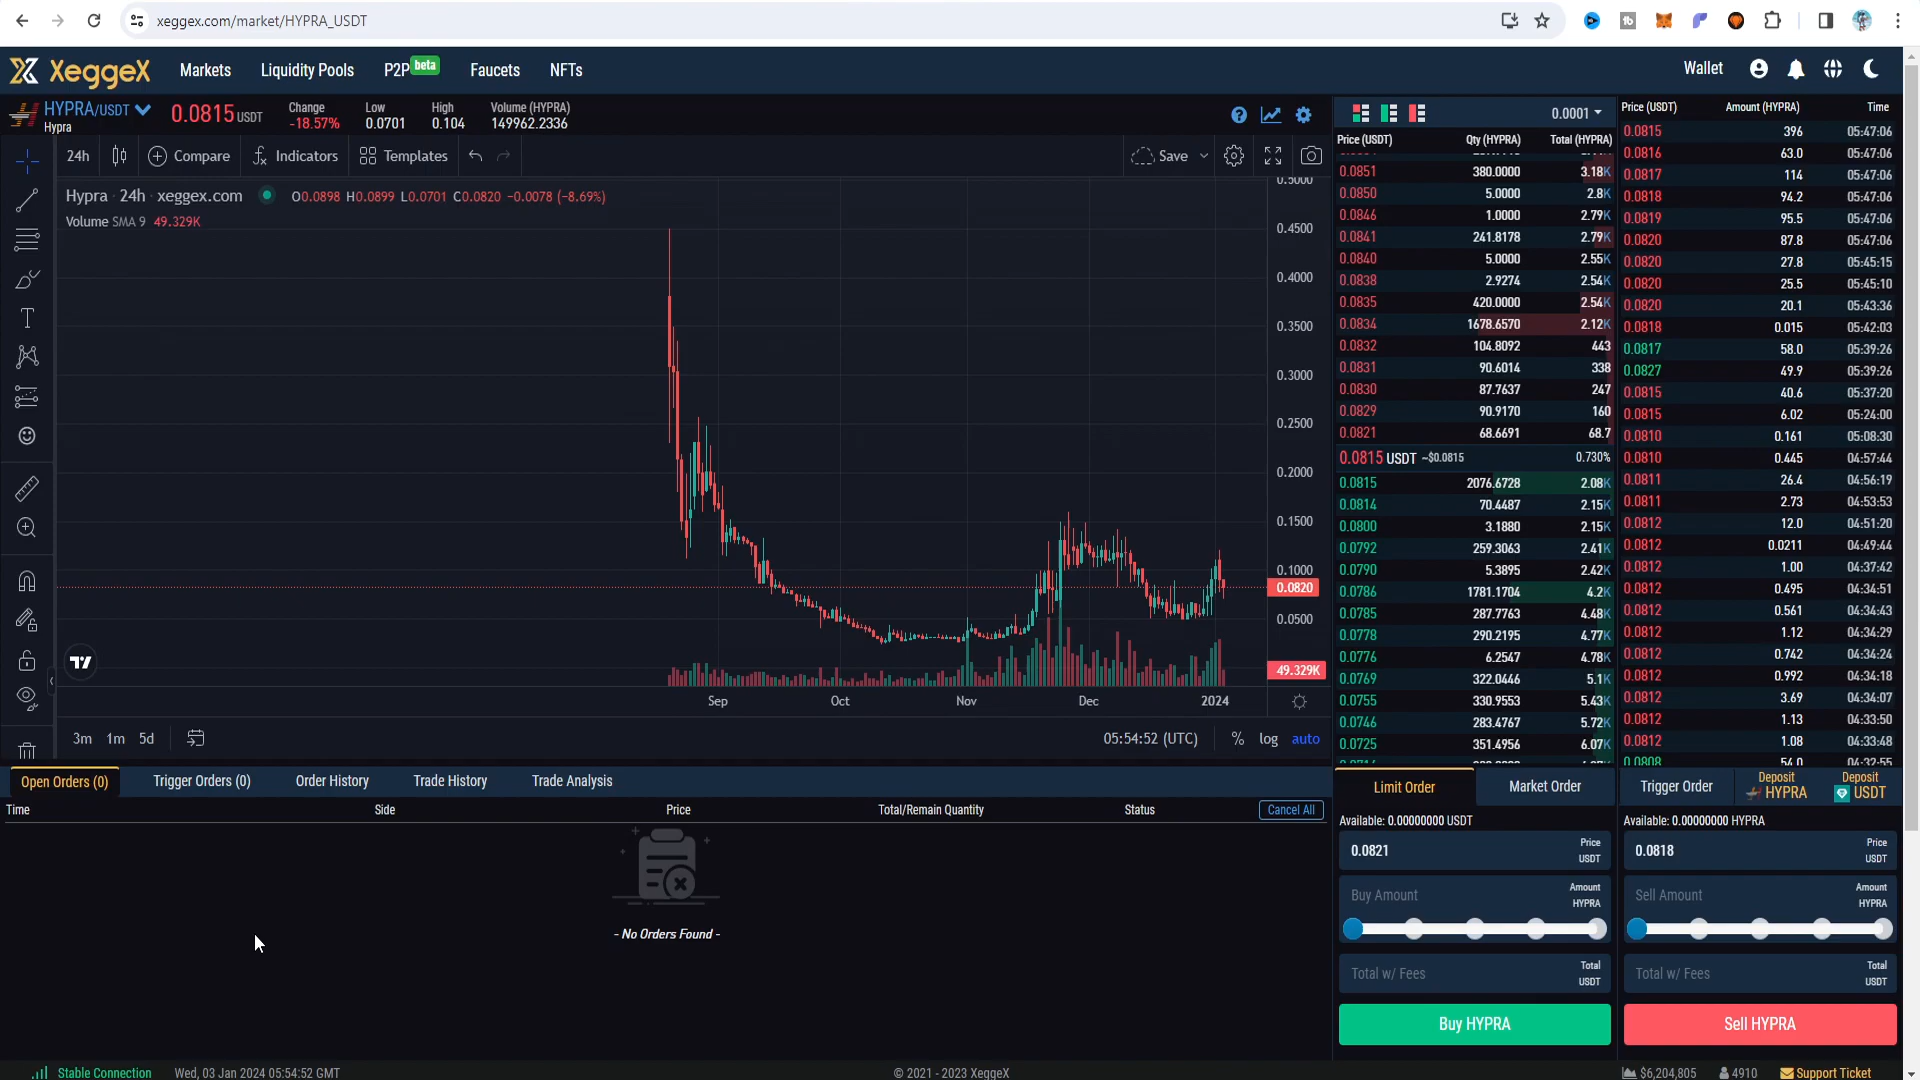 xeggex.com/market/HYPRA_USDT
XeggeX Markets Liquidity Pools P2P beta Faucets NFTs Wallet
HYPRA/USDT
Hypra
0.0815 USDT
Change
-18.57%
Low
0.0701
High
0.104
Volume (HYPRA)
149962.2336
24h Compare Indicators Templates Save
Hypra · 24h · xeggex.com O0.0898 H0.0899 L0.0701 C0.0820 −0.0078 (−8.69%)
Volume SMA 9 49.329K
0.5000
0.4500
0.4000
0.3500
0.3000
0.2500
0.2000
0.1500
0.1000
0.0820
0.0500
49.329K
Sep Oct Nov Dec 2024
3m 1m 5d 05:54:52 (UTC) % log auto
0.0001
Price (USDT) Qty (HYPRA) Total (HYPRA)
0.0851 380.0000 3.18K
0.0850 5.0000 2.8K
0.0846 1.0000 2.79K
0.0841 241.8178 2.79K
0.0840 5.0000 2.55K
0.0838 2.9274 2.54K
0.0835 420.0000 2.54K
0.0834 1678.6570 2.12K
0.0832 104.8092 443
0.0831 90.6014 338
0.0830 87.7637 247
0.0829 90.9170 160
0.0821 68.6691 68.7
0.0815 USDT ~$0.0815 0.730%
0.0815 2076.6728 2.08K
0.0814 70.4487 2.15K
0.0800 3.1880 2.15K
0.0792 259.3063 2.41K
0.0790 5.3895 2.42K
0.0786 1781.1704 4.2K
0.0785 287.7763 4.48K
0.0778 290.2195 4.77K
0.0776 6.2547 4.78K
0.0769 322.0446 5.1K
0.0755 330.9553 5.43K
0.0746 283.4767 5.72K
0.0725 351.4956 6.07K
Price (USDT) Amount (HYPRA) Time
0.0815 396 05:47:06
0.0816 63.0 05:47:06
0.0817 114 05:47:06
0.0818 94.2 05:47:06
0.0819 95.5 05:47:06
0.0820 87.8 05:47:06
0.0820 27.8 05:45:15
0.0820 25.5 05:45:10
0.0820 20.1 05:43:36
0.0818 0.015 05:42:03
0.0817 58.0 05:39:26
0.0827 49.9 05:39:26
0.0815 40.6 05:37:20
0.0815 6.02 05:24:00
0.0810 0.161 05:08:30
0.0810 0.445 04:57:44
0.0811 26.4 04:56:19
0.0811 2.73 04:53:53
0.0812 12.0 04:51:20
0.0812 0.0211 04:49:44
0.0812 1.00 04:37:42
0.0812 0.495 04:34:51
0.0812 0.561 04:34:43
0.0812 1.12 04:34:29
0.0812 0.742 04:34:24
0.0812 0.992 04:34:18
0.0812 3.69 04:34:07
0.0812 1.13 04:33:50
0.0812 1.08 04:33:48
0.0808 54.0 04:32:55
Open Orders (0) Trigger Orders (0) Order History Trade History Trade Analysis
Time Side Price Total/Remain Quantity Status Cancel All
- No Orders Found -
Limit Order Market Order Trigger Order
Deposit
HYPRA
Deposit
USDT
Available: 0.00000000 USDT
0.0821 Price
USDT
Buy Amount Amount
HYPRA
Total w/ Fees Total
USDT
Buy HYPRA
Available: 0.00000000 HYPRA
0.0818 Price
USDT
Sell Amount Amount
HYPRA
Total w/ Fees Total
USDT
Sell HYPRA
Stable Connection Wed, 03 Jan 2024 05:54:52 GMT © 2021 - 2023 XeggeX $6,204,805 4910 Support Ticket